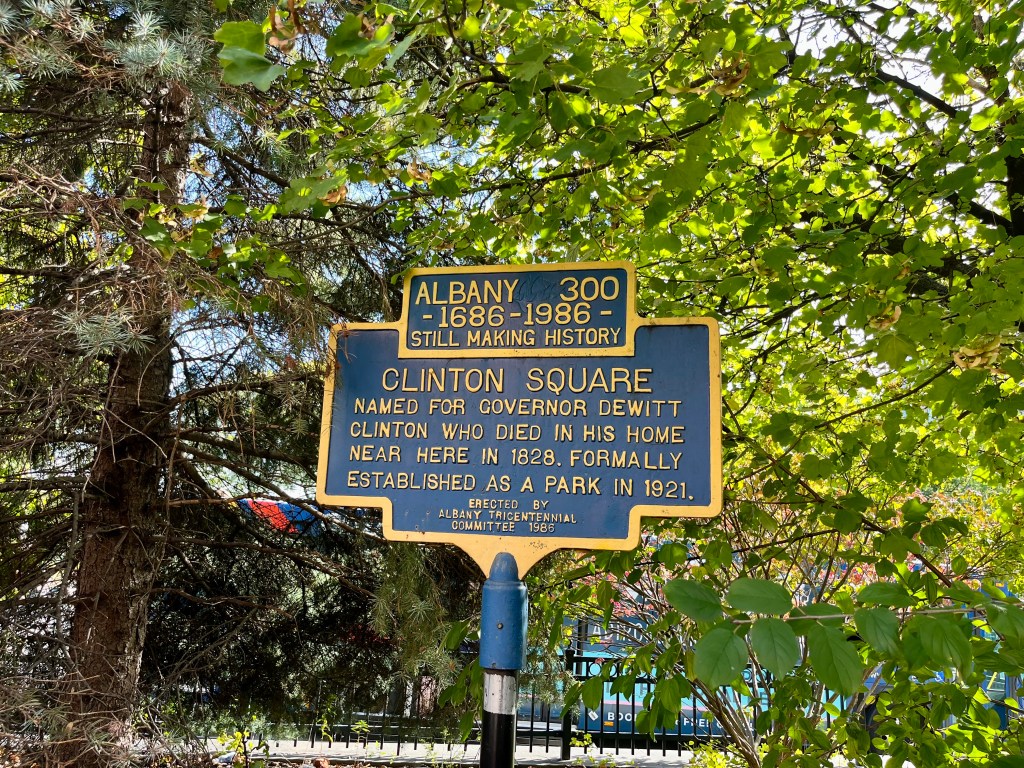 ALBANY 300
- 1686 - 1986 -
STILL MAKING HISTORY
CLINTON SQUARE
NAMED FOR GOVERNOR DEWITT
CLINTON WHO DIED IN HIS HOME
NEAR HERE IN 1828. FORMALLY
ESTABLISHED AS A PARK IN 1921.
ERECTED BY
ALBANY TRICENTENNIAL
COMMITTEE 1986